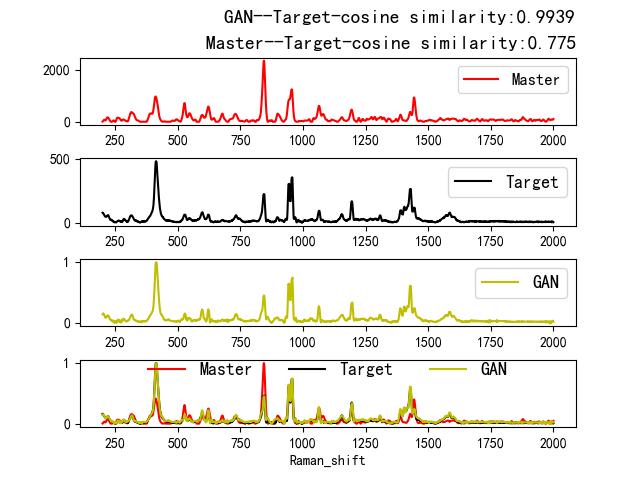 GAN--Target-cosine similarity:0.9939
Master--Target-cosine similarity:0.775
2000
0
Master
250 500 750 1000 1250 1500 1750 2000
500
0
Target
250 500 750 1000 1250 1500 1750 2000
1
0
GAN
250 500 750 1000 1250 1500 1750 2000
1
0
Master Target GAN
250 500 750 1000 1250 1500 1750 2000
Raman_shift